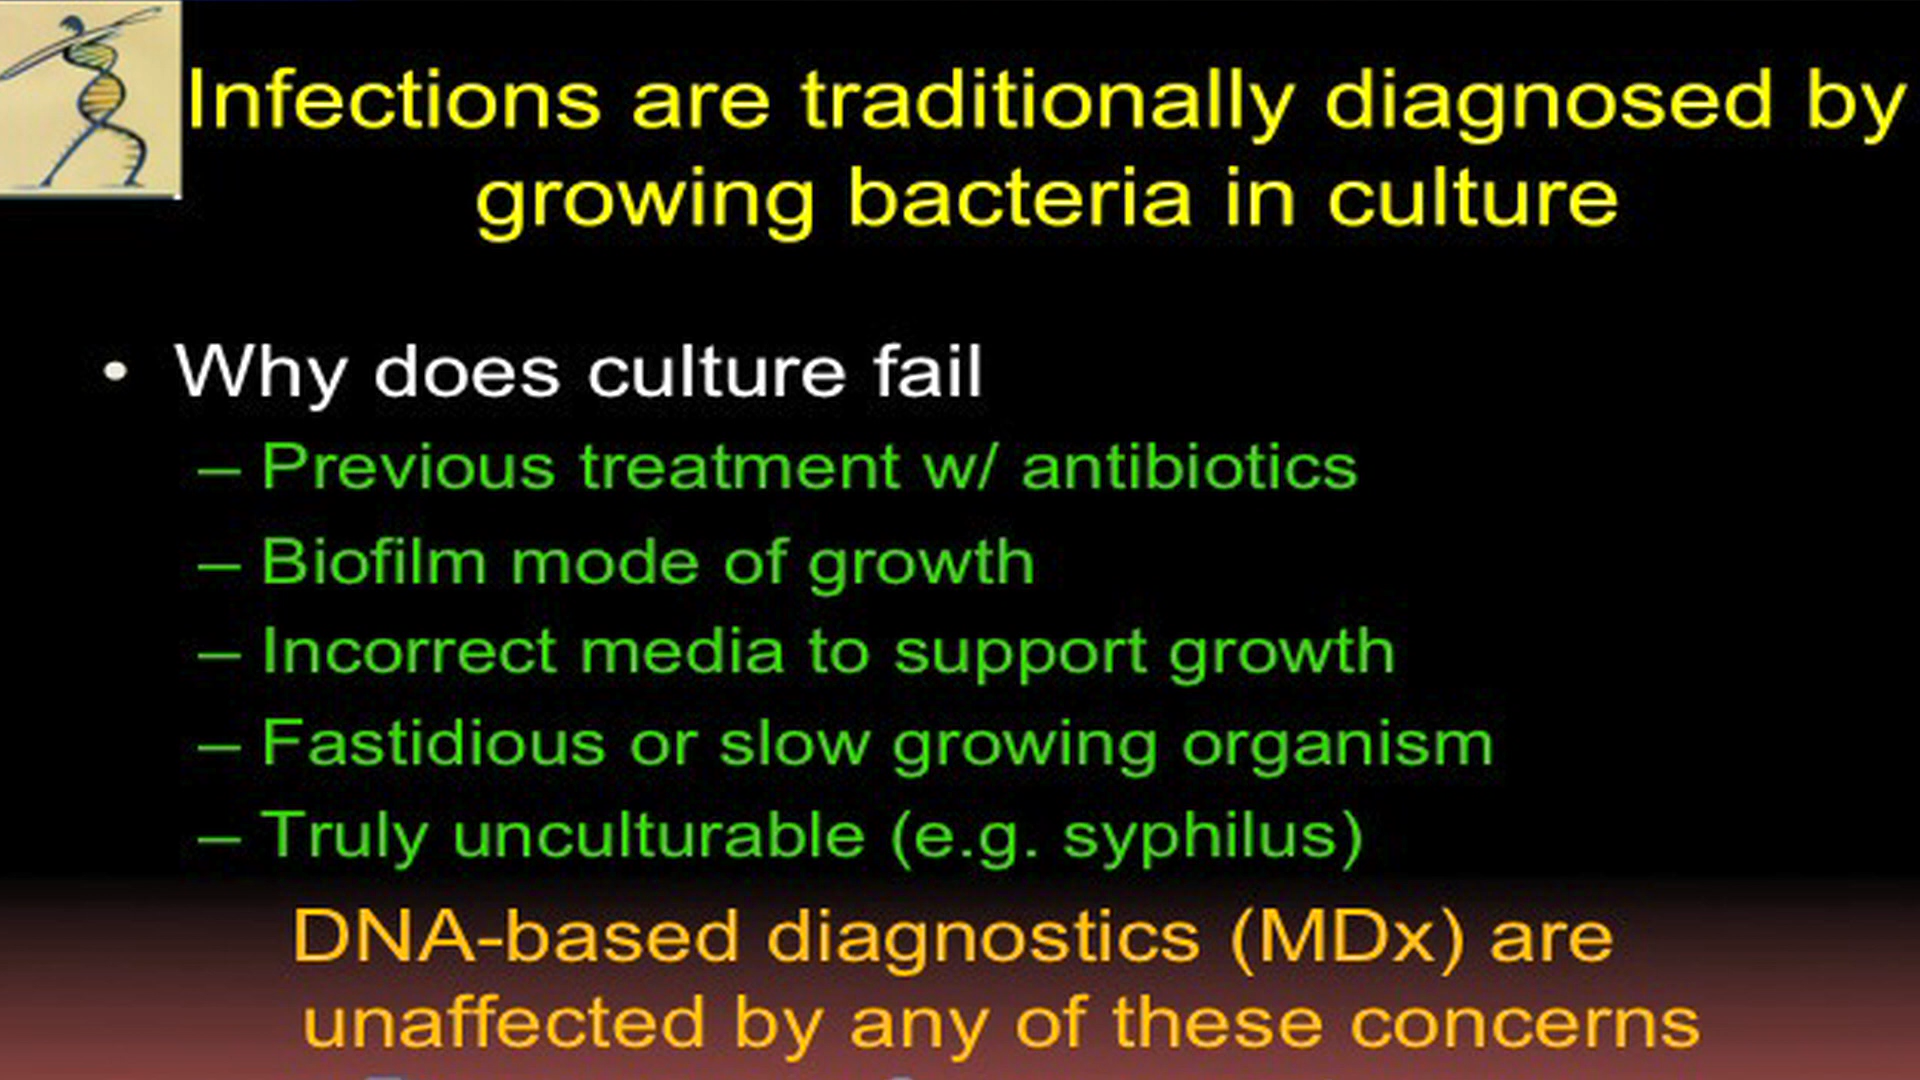 Infections are traditionally diagnosed by
growing bacteria in culture
• Why does culture fail
– Previous treatment w/ antibiotics
– Biofilm mode of growth
– Incorrect media to support growth
– Fastidious or slow growing organism
– Truly unculturable (e.g. syphilus)
DNA-based diagnostics (MDx) are
unaffected by any of these concerns